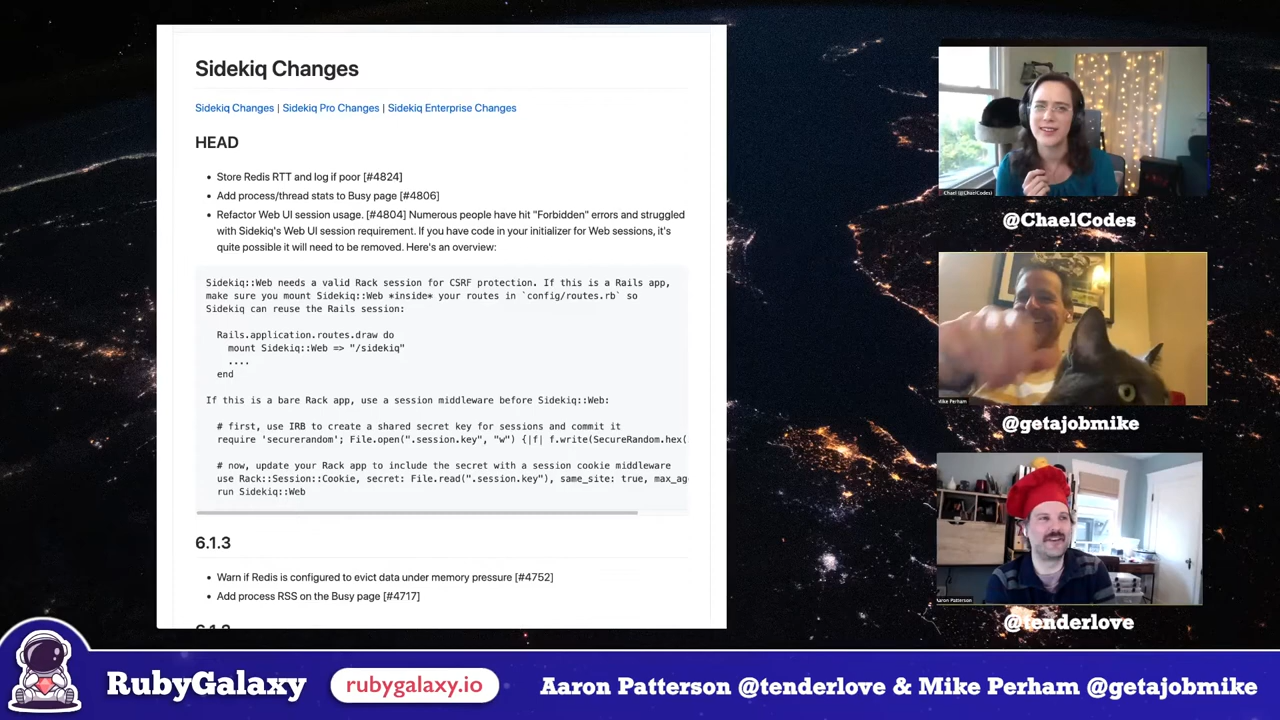 Sidekiq Changes
Sidekiq Changes | Sidekiq Pro Changes | Sidekiq Enterprise Changes
HEAD
• Store Redis RTT and log if poor [#4824]
• Add process/thread stats to Busy page [#4806]
• Refactor Web UI session usage. [#4804] Numerous people have hit "Forbidden" errors and struggled
with Sidekiq's Web UI session requirement. If you have code in your initializer for Web sessions, it's
quite possible it will need to be removed. Here's an overview:
Sidekiq::Web needs a valid Rack session for CSRF protection. If this is a Rails app,
make sure you mount Sidekiq::Web *inside* your routes in `config/routes.rb` so
Sidekiq can reuse the Rails session:
Rails.application.routes.draw do
mount Sidekiq::Web => "/sidekiq"
....
end
If this is a bare Rack app, use a session middleware before Sidekiq::Web:
# first, use IRB to create a shared secret key for sessions and commit it
require 'securerandom'; File.open(".session.key", "w") {|f| f.write(SecureRandom.hex(
# now, update your Rack app to include the secret with a session cookie middleware
use Rack::Session::Cookie, secret: File.read(".session.key"), same_site: true, max_ag
run Sidekiq::Web
6.1.3
• Warn if Redis is configured to evict data under memory pressure [#4752]
• Add process RSS on the Busy page [#4717]
Chael (@ChaelCodes)
@ChaelCodes
Mike Perham
@getajobmike
Aaron Patterson
@tenderlove
RubyGalaxy
rubygalaxy.io
Aaron Patterson @tenderlove & Mike Perham @getajobmike